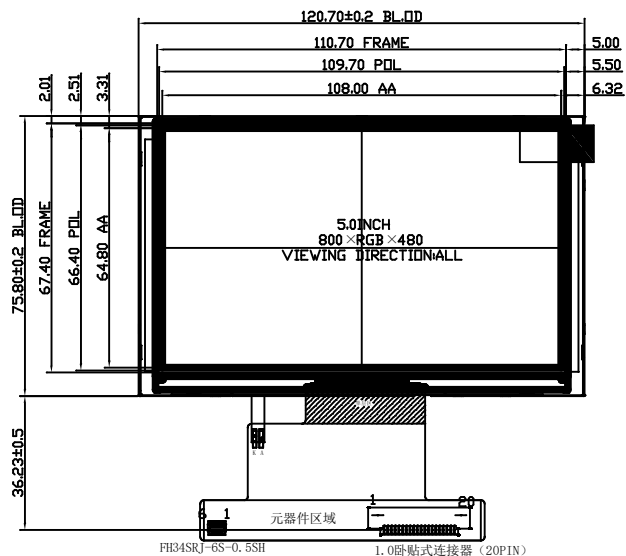 120.70±0.2 BL.OD
110.70 FRAME
5.00
109.70 POL
5.50
108.00 AA
6.32
2.01
2.51
3.31
75.80±0.2 BL.OD
67.40 FRAME
66.40 POL
64.80 AA
5.0INCH
800×RGB×480
VIEWING DIRECTION:ALL
36.23±0.5
K A
6 1
元器件区域
1 20
FH34SRJ-6S-0.5SH
1.0卧贴式连接器（20PIN）